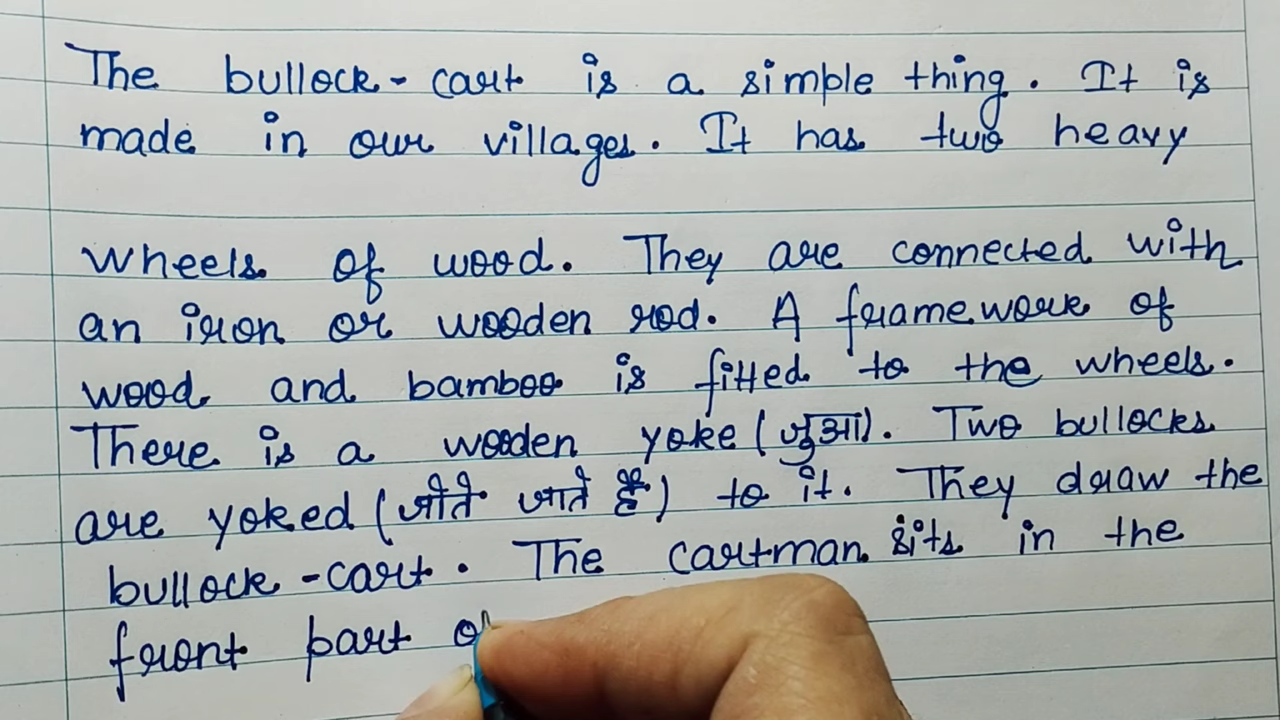 The bullock-cart is a simple thing. It is
made in our villages. It has two heavy
wheels of wood. They are connected with
an iron or wooden rod. A framework of
wood and bamboo is fitted to the wheels.
There is a wooden yoke (जुआ). Two bullocks
are yoked (जोते जाते हैं) to it. They draw the
bullock-cart. The cartman sits in the
front part